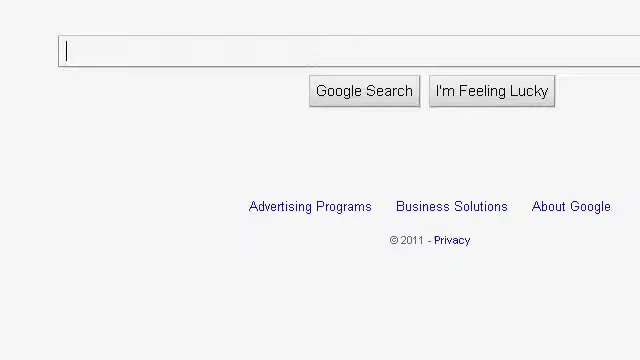 Google Search I'm Feeling Lucky
Advertising Programs Business Solutions About Google
© 2011 - Privacy